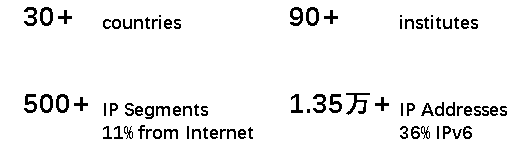 30+ countries
90+ institutes
500+ IP Segments
11% from Internet
1.35万+ IP Addresses
36% IPv6